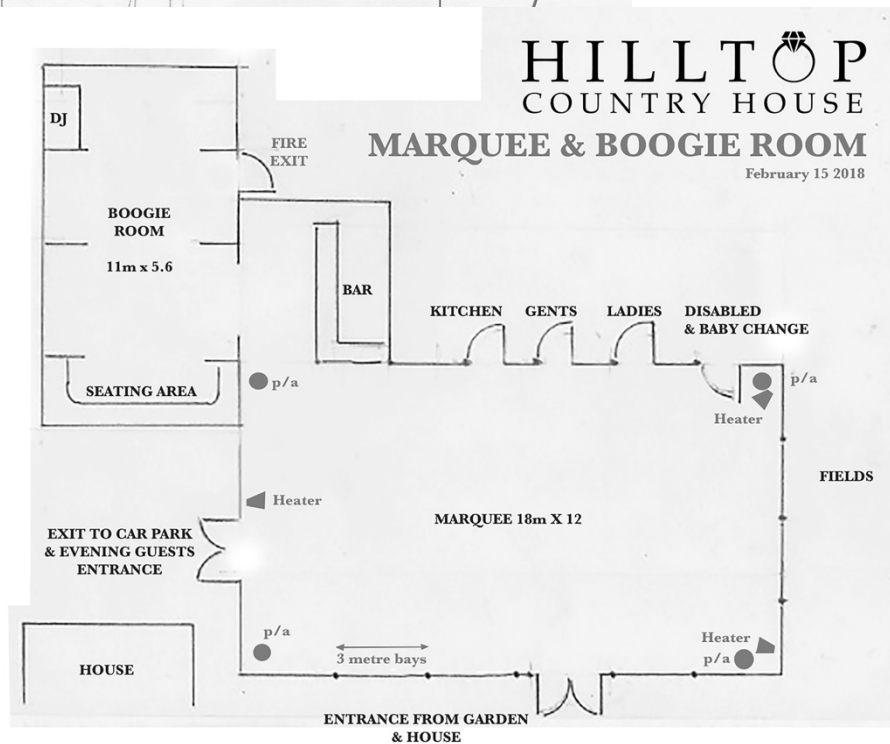 HILLTOP
COUNTRY HOUSE
MARQUEE & BOOGIE ROOM
February 15 2018
DJ
FIRE
EXIT
BOOGIE
ROOM
11m x 5.6
BAR
KITCHEN
GENTS
LADIES
DISABLED
& BABY CHANGE
SEATING AREA
p/a
p/a
Heater
FIELDS
Heater
MARQUEE 18m X 12
EXIT TO CAR PARK
& EVENING GUESTS
ENTRANCE
p/a
3 metre bays
Heater
p/a
HOUSE
ENTRANCE FROM GARDEN
& HOUSE